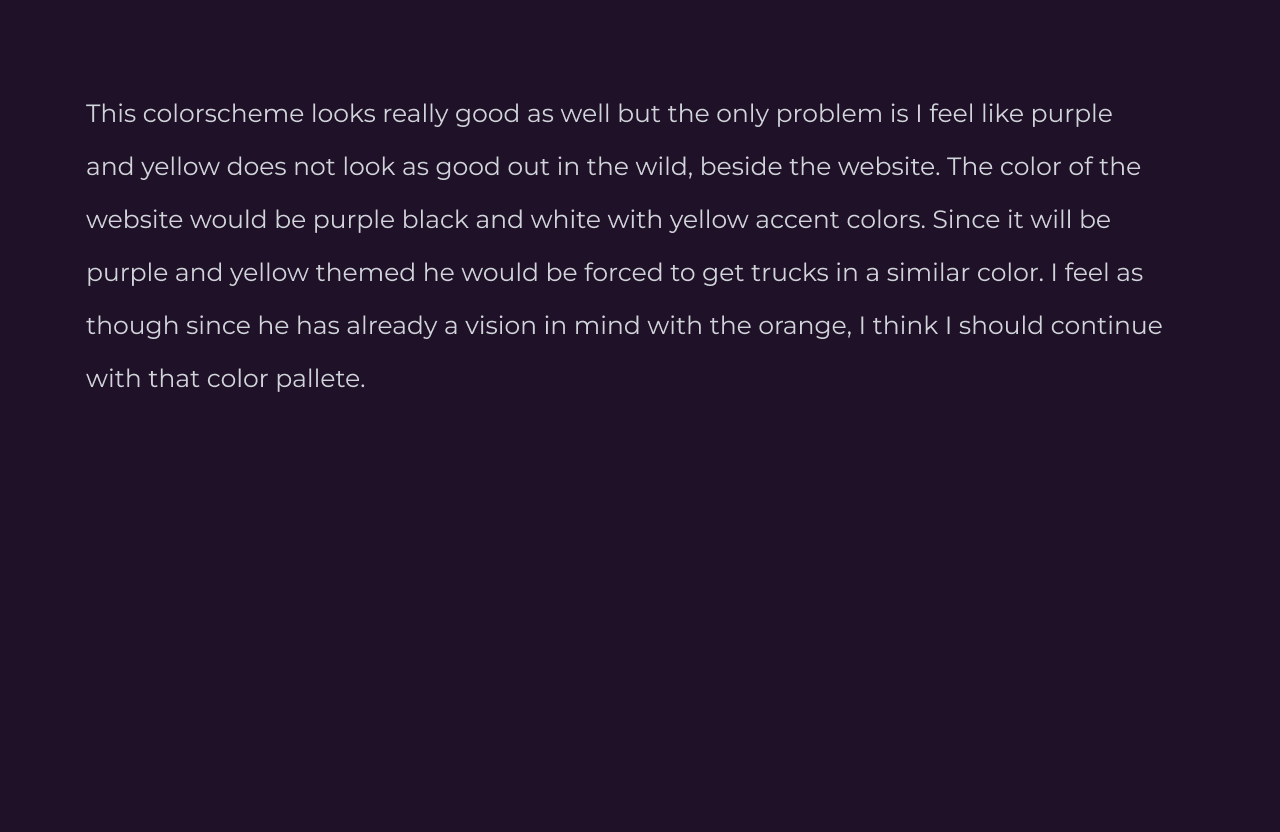 This colorscheme looks really good as well but the only problem is I feel like purple
and yellow does not look as good out in the wild, beside the website. The color of the
website would be purple black and white with yellow accent colors. Since it will be
purple and yellow themed he would be forced to get trucks in a similar color. I feel as
though since he has already a vision in mind with the orange, I think I should continue
with that color pallete.